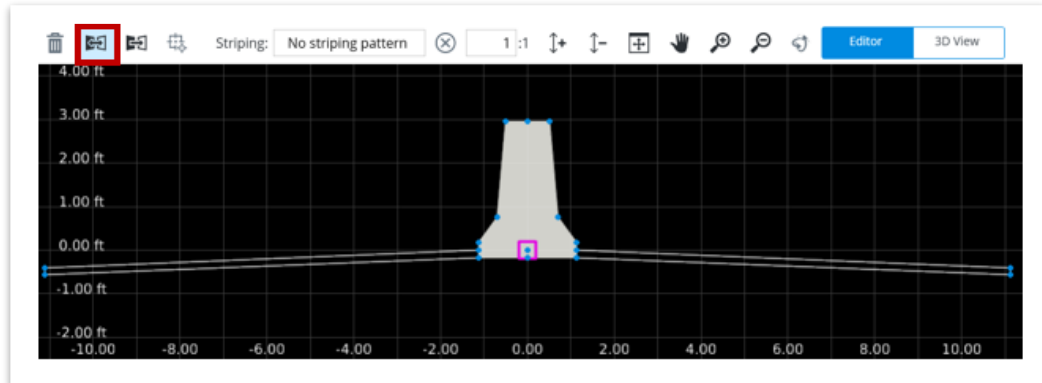 Striping: No striping pattern 1 :1 Editor 3D View
4.00 ft
3.00 ft
2.00 ft
1.00 ft
0.00 ft
-1.00 ft
-2.00 ft
-10.00 -8.00 -6.00 -4.00 -2.00 0.00 2.00 4.00 6.00 8.00 10.00